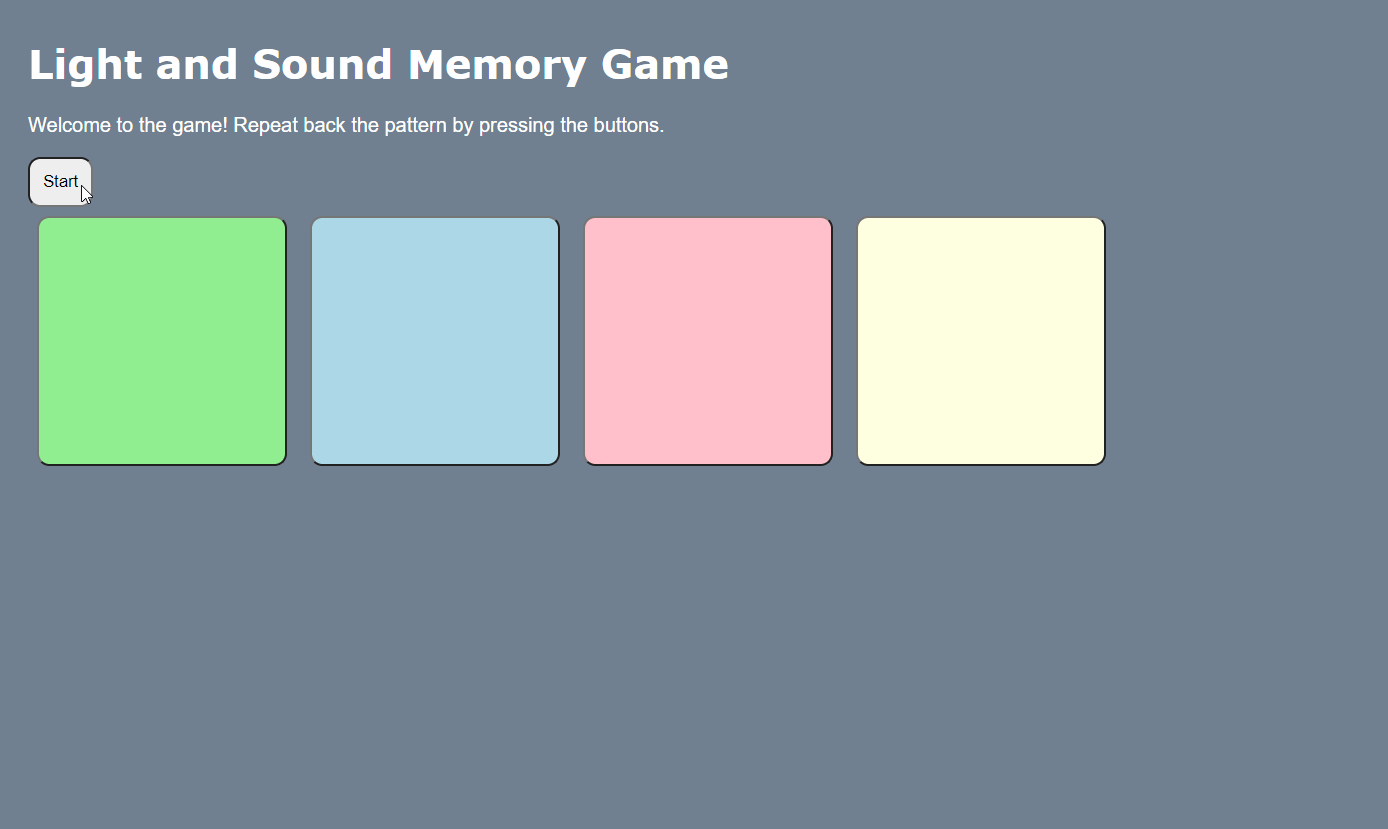 Light and Sound Memory Game
Welcome to the game! Repeat back the pattern by pressing the buttons.
Start